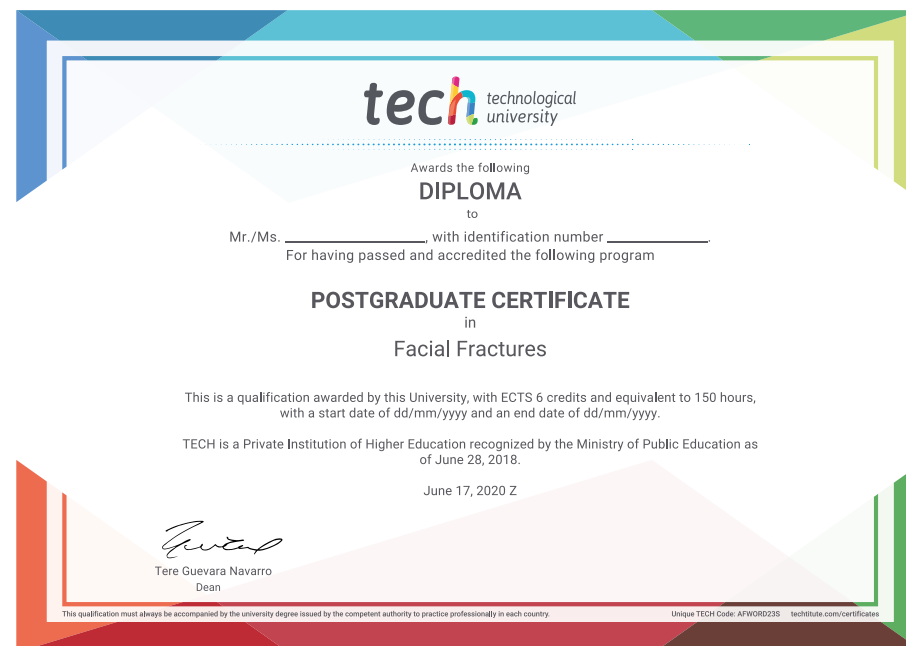 tech technological
university
Awards the following
DIPLOMA
to
Mr./Ms. ____________________, with identification number ______________.
For having passed and accredited the following program
POSTGRADUATE CERTIFICATE
in
Facial Fractures
This is a qualification awarded by this University, with ECTS 6 credits and equivalent to 150 hours,
with a start date of dd/mm/yyyy and an end date of dd/mm/yyyy.
TECH is a Private Institution of Higher Education recognized by the Ministry of Public Education as
of June 28, 2018.
June 17, 2020 Z
Tere Guevara Navarro
Dean
This qualification must always be accompanied by the university degree issued by the competent authority to practice professionally in each country. Unique TECH Code: AFWORD23S techtitute.com/certificates